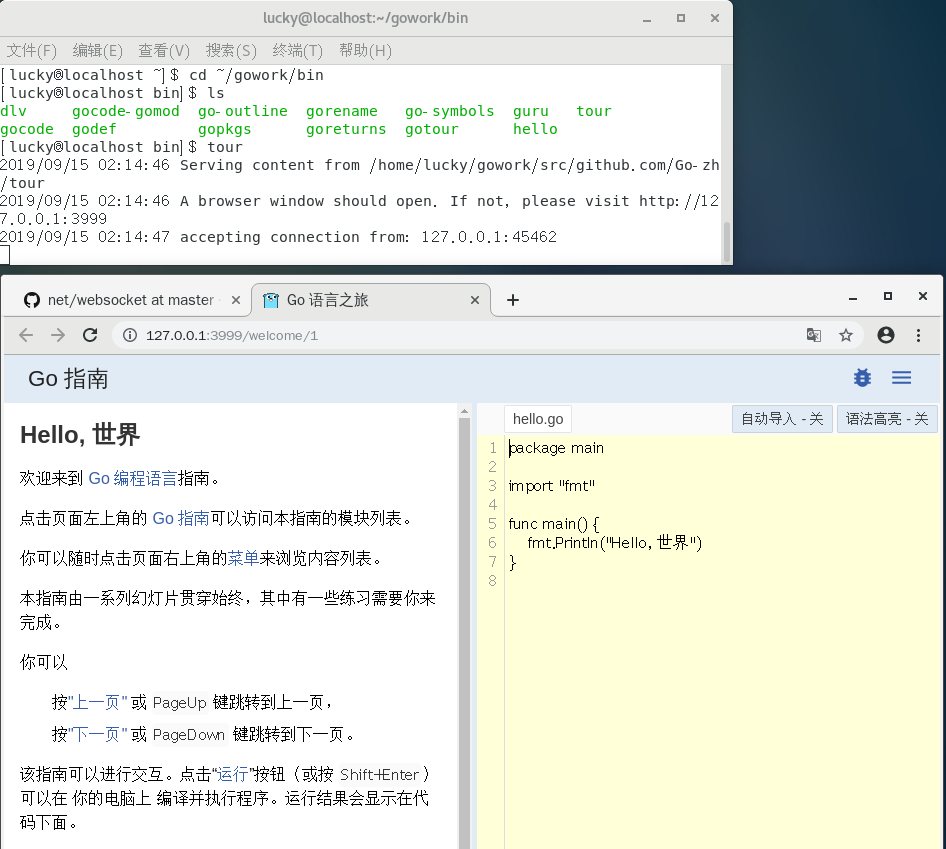 lucky@localhost:~/gowork/bin
文件(F) 编辑(E) 查看(V) 搜索(S) 终端(T) 帮助(H)
[lucky@localhost ~]$ cd ~/gowork/bin
[lucky@localhost bin]$ ls
dlv gocode-gomod go-outline gorename go-symbols guru tour
gocode godef gopkgs goreturns gotour hello
[lucky@localhost bin]$ tour
2019/09/15 02:14:46 Serving content from /home/lucky/gowork/src/github.com/Go-zh
/tour
2019/09/15 02:14:46 A browser window should open. If not, please visit http://12
7.0.0.1:3999
2019/09/15 02:14:47 accepting connection from: 127.0.0.1:45462
net/websocket at master
Go 语言之旅
127.0.0.1:3999/welcome/1
Go 指南
Hello, 世界
欢迎来到 Go 编程语言指南。
点击页面左上角的 Go 指南可以访问本指南的模块列表。
你可以随时点击页面右上角的菜单来浏览内容列表。
本指南由一系列幻灯片贯穿始终，其中有一些练习需要你来
完成。
你可以
按"上一页" 或 PageUp 键跳转到上一页，
按"下一页" 或 PageDown 键跳转到下一页。
该指南可以进行交互。点击“运行”按钮（或按 Shift+Enter ）
可以在 你的电脑上 编译并执行程序。运行结果会显示在代
码下面。
hello.go
自动导入 - 关
语法高亮 - 关
1 package main
2
3 import "fmt"
4
5 func main() {
6 fmt.Println("Hello, 世界")
7 }
8